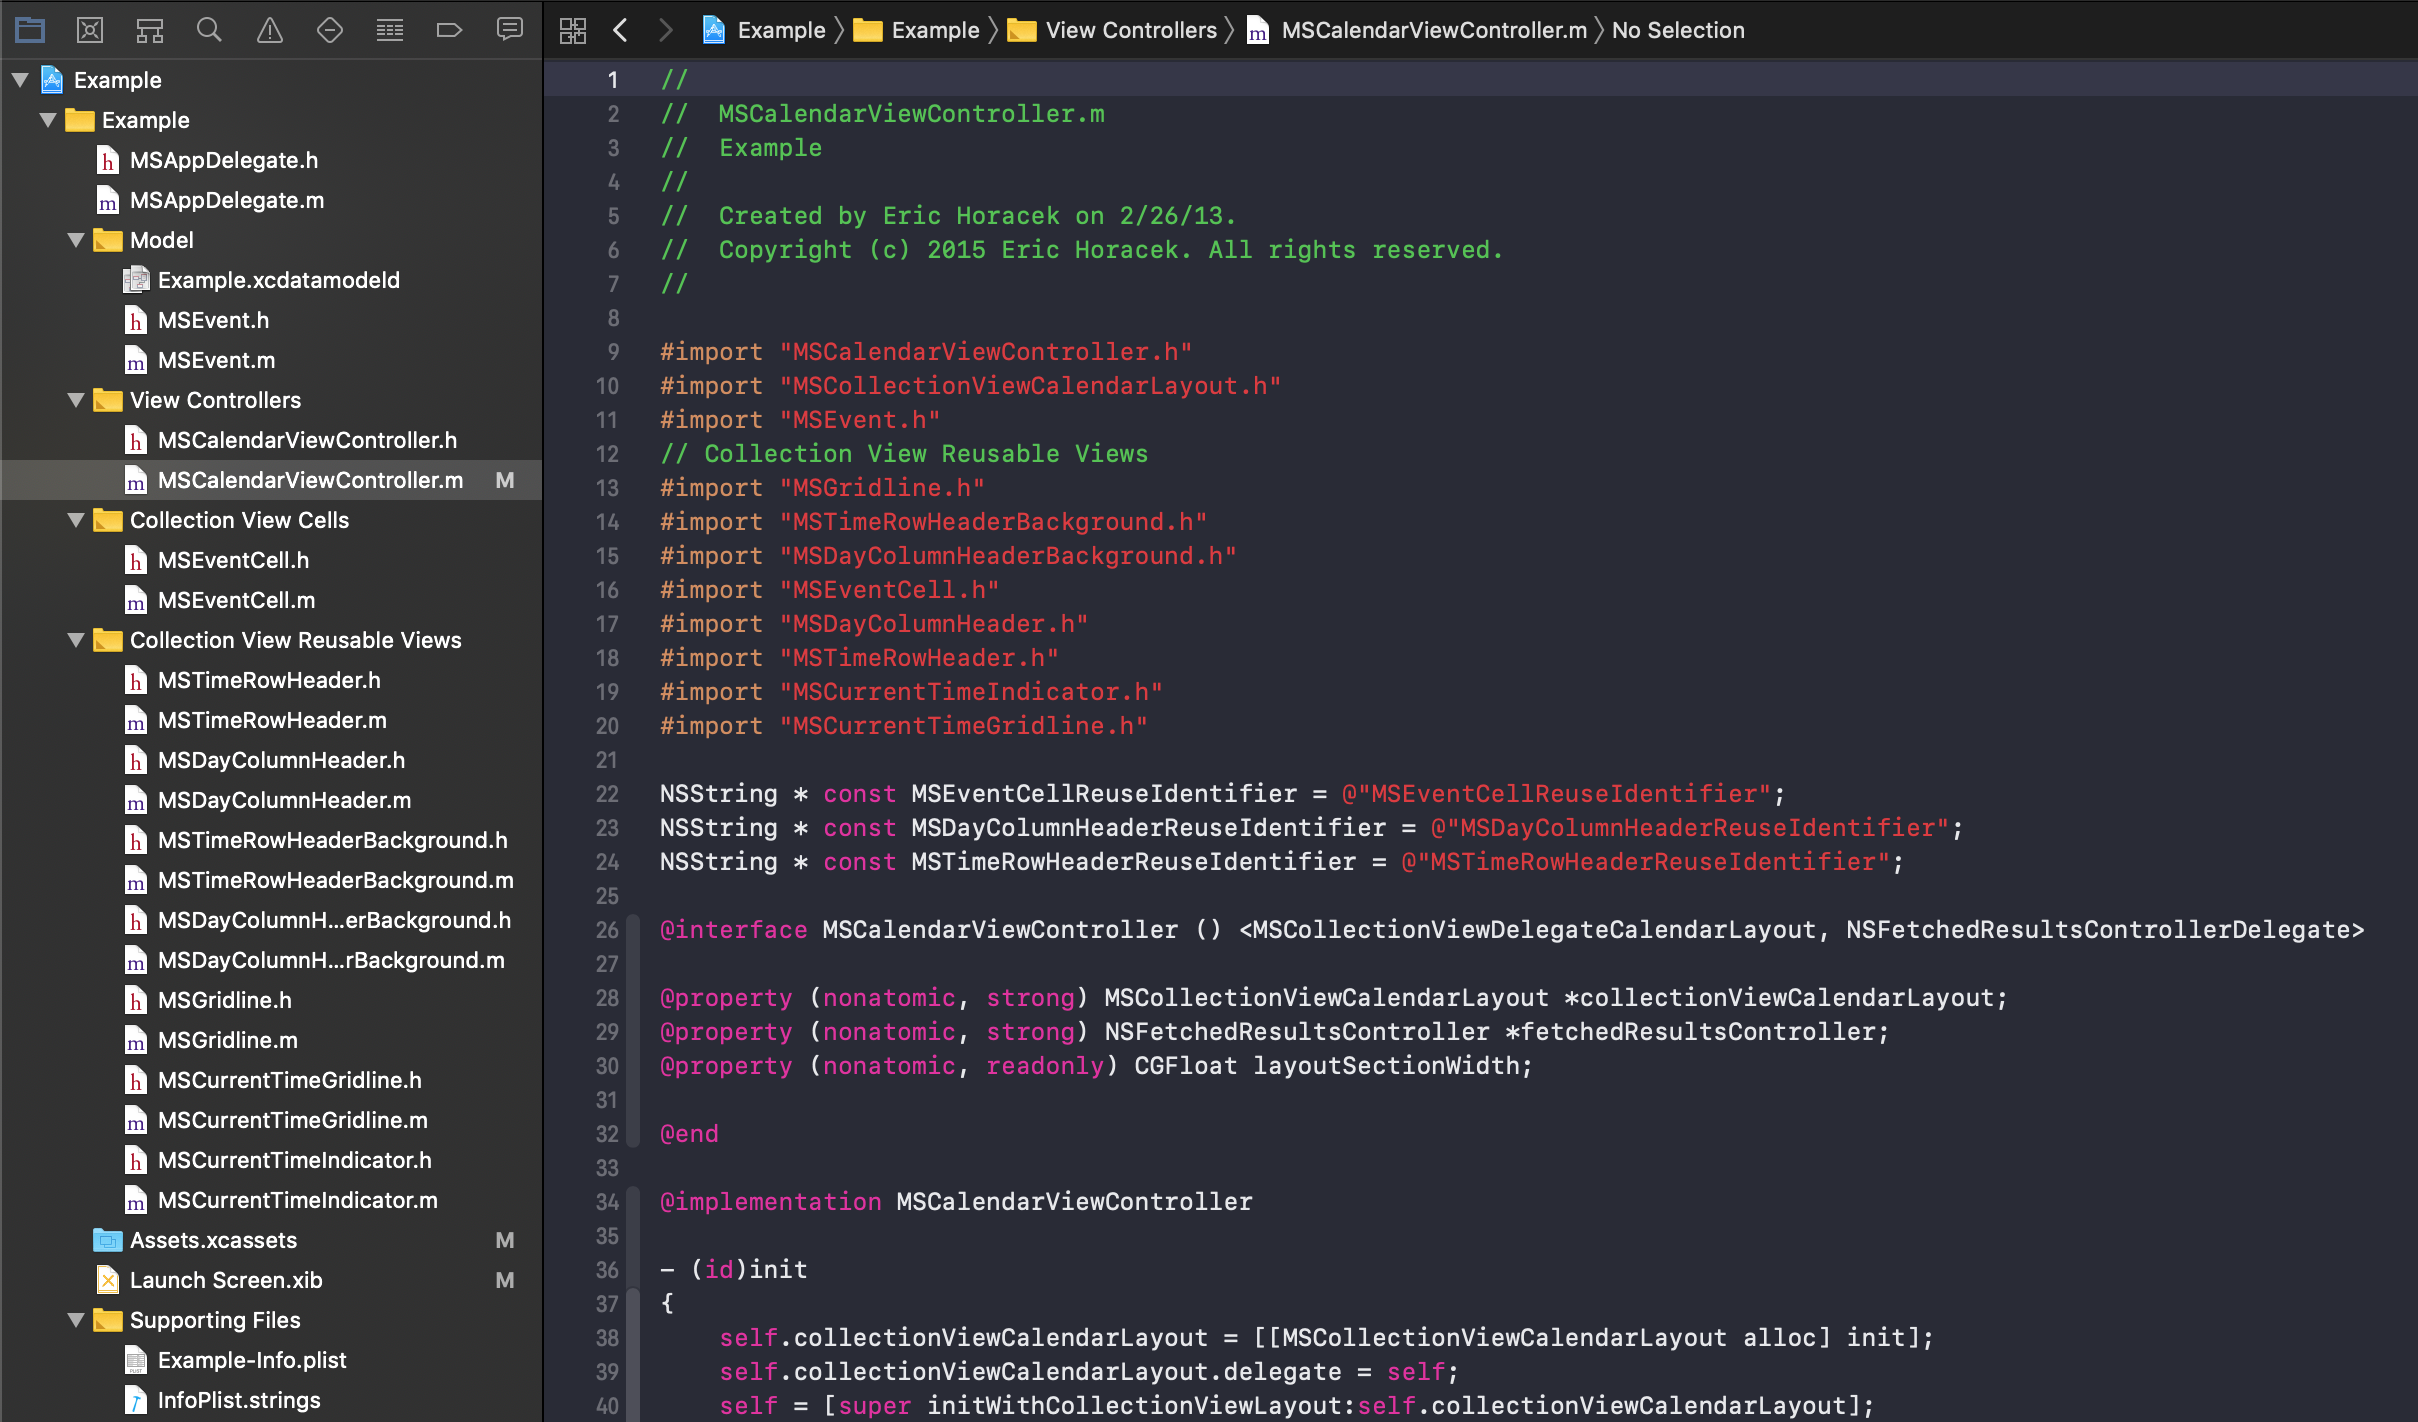 Example
Example
MSAppDelegate.h
MSAppDelegate.m
Model
Example.xcdatamodeld
MSEvent.h
MSEvent.m
View Controllers
MSCalendarViewController.h
MSCalendarViewController.m M
Collection View Cells
MSEventCell.h
MSEventCell.m
Collection View Reusable Views
MSTimeRowHeader.h
MSTimeRowHeader.m
MSDayColumnHeader.h
MSDayColumnHeader.m
MSTimeRowHeaderBackground.h
MSTimeRowHeaderBackground.m
MSDayColumnH...erBackground.h
MSDayColumnH...rBackground.m
MSGridline.h
MSGridline.m
MSCurrentTimeGridline.h
MSCurrentTimeGridline.m
MSCurrentTimeIndicator.h
MSCurrentTimeIndicator.m
Assets.xcassets M
Launch Screen.xib M
Supporting Files
Example-Info.plist
InfoPlist.strings
Example 〉 Example 〉 View Controllers 〉 m MSCalendarViewController.m 〉 No Selection
1 //
2 //  MSCalendarViewController.m
3 //  Example
4 //
5 //  Created by Eric Horacek on 2/26/13.
6 //  Copyright (c) 2015 Eric Horacek. All rights reserved.
7 //
8
9 #import "MSCalendarViewController.h"
10 #import "MSCollectionViewCalendarLayout.h"
11 #import "MSEvent.h"
12 // Collection View Reusable Views
13 #import "MSGridline.h"
14 #import "MSTimeRowHeaderBackground.h"
15 #import "MSDayColumnHeaderBackground.h"
16 #import "MSEventCell.h"
17 #import "MSDayColumnHeader.h"
18 #import "MSTimeRowHeader.h"
19 #import "MSCurrentTimeIndicator.h"
20 #import "MSCurrentTimeGridline.h"
21
22 NSString * const MSEventCellReuseIdentifier = @"MSEventCellReuseIdentifier";
23 NSString * const MSDayColumnHeaderReuseIdentifier = @"MSDayColumnHeaderReuseIdentifier";
24 NSString * const MSTimeRowHeaderReuseIdentifier = @"MSTimeRowHeaderReuseIdentifier";
25
26 @interface MSCalendarViewController () <MSCollectionViewDelegateCalendarLayout, NSFetchedResultsControllerDelegate>
27
28 @property (nonatomic, strong) MSCollectionViewCalendarLayout *collectionViewCalendarLayout;
29 @property (nonatomic, strong) NSFetchedResultsController *fetchedResultsController;
30 @property (nonatomic, readonly) CGFloat layoutSectionWidth;
31
32 @end
33
34 @implementation MSCalendarViewController
35
36 - (id)init
37 {
38     self.collectionViewCalendarLayout = [[MSCollectionViewCalendarLayout alloc] init];
39     self.collectionViewCalendarLayout.delegate = self;
40     self = [super initWithCollectionViewLayout:self.collectionViewCalendarLayout];